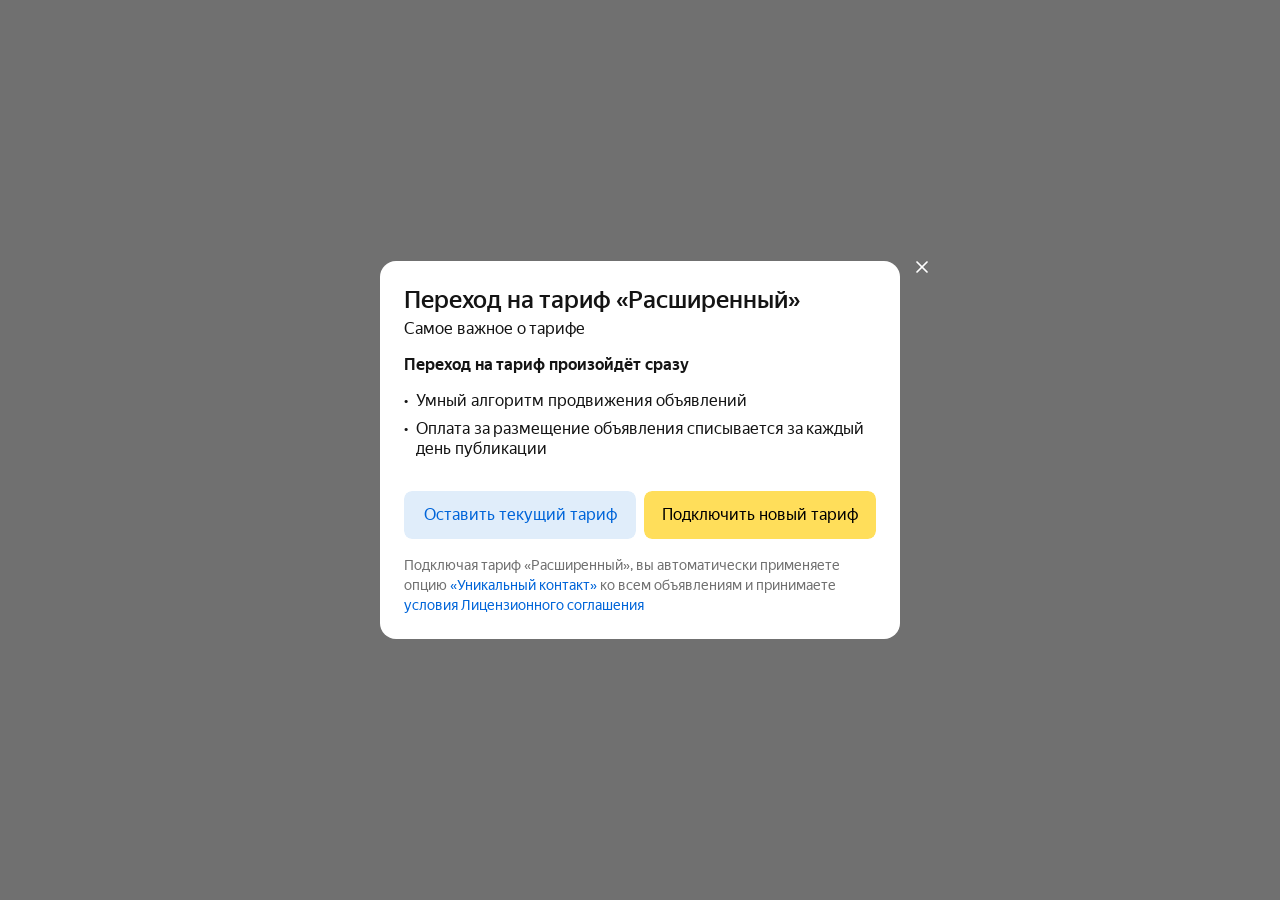 Переход на тариф «Расширенный»
Самое важное о тарифе
Переход на тариф произойдёт сразу
• Умный алгоритм продвижения объявлений
• Оплата за размещение объявления списывается за каждый
день публикации
Оставить текущий тариф
Подключить новый тариф
Подключая тариф «Расширенный», вы автоматически применяете
опцию «Уникальный контакт» ко всем объявлениям и принимаете
условия Лицензионного соглашения